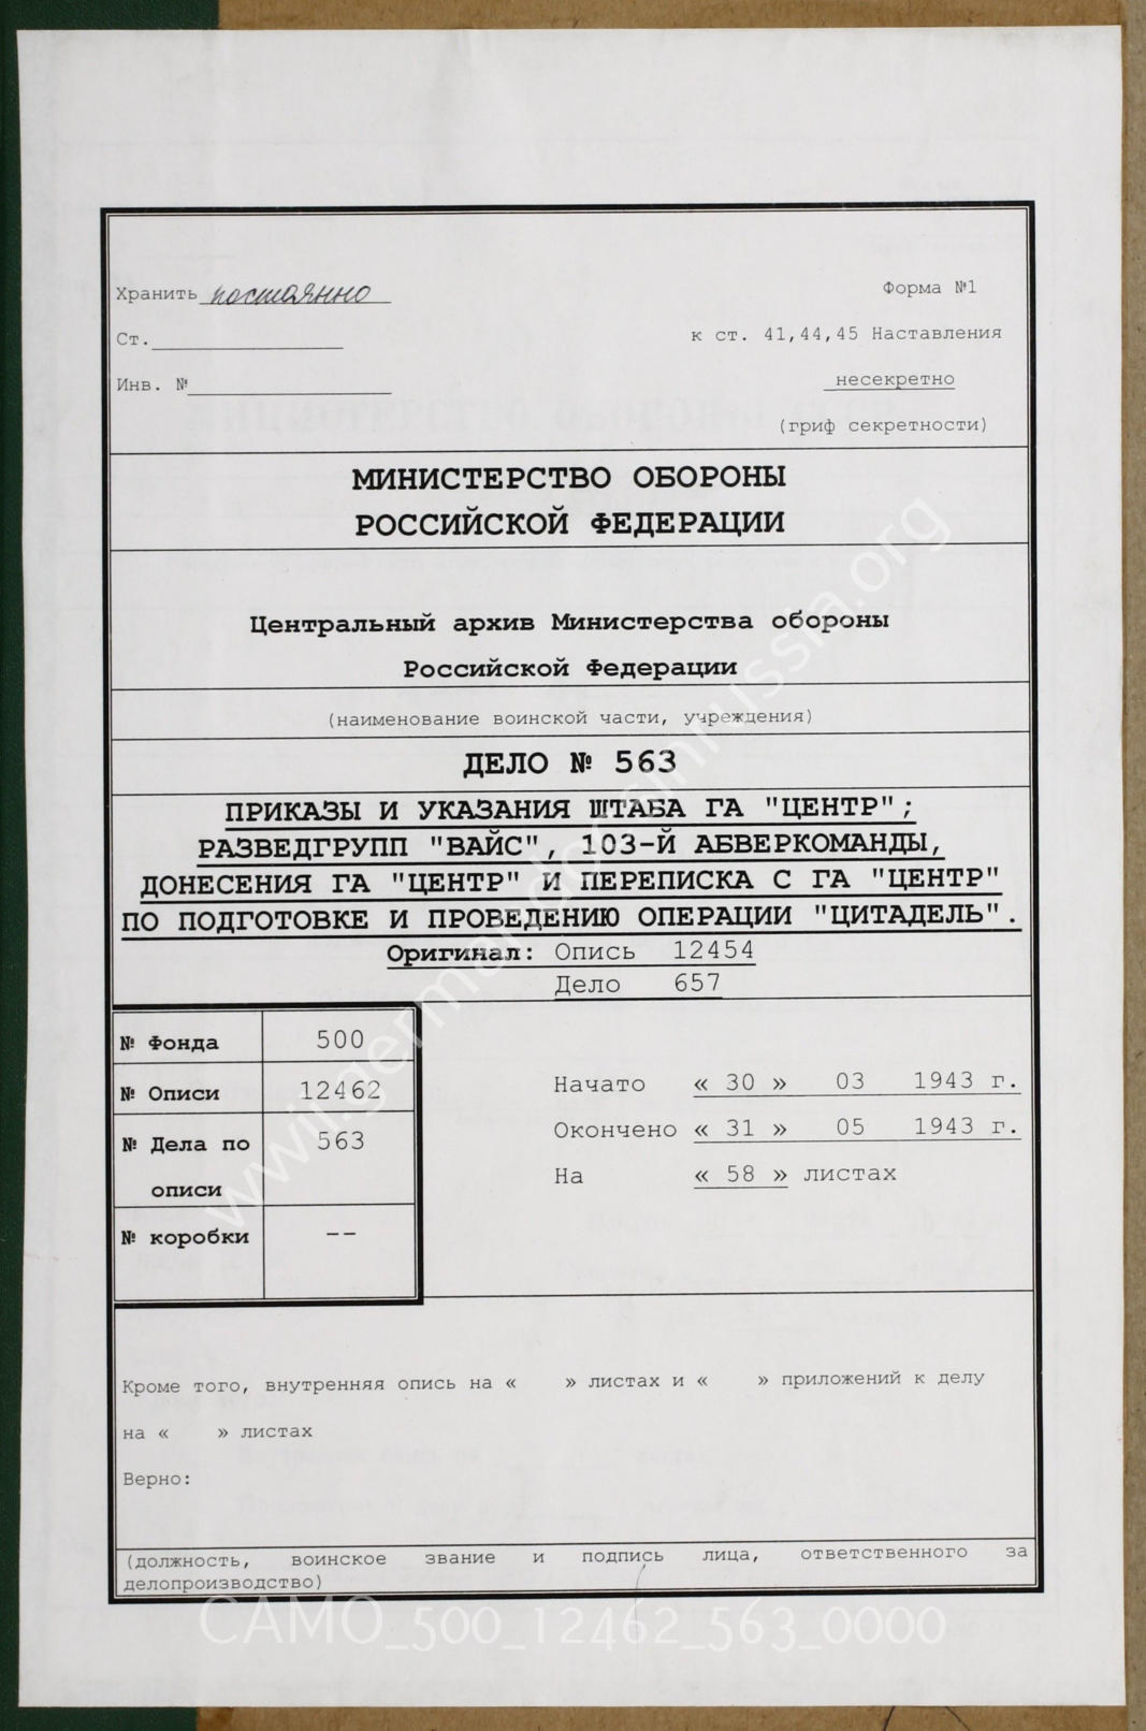 Хранить постоянно
Форма №1
Ст.
к ст. 41,44,45 Наставления
Инв. №
несекретно
(гриф секретности)
МИНИСТЕРСТВО ОБОРОНЫ
РОССИЙСКОЙ ФЕДЕРАЦИИ
Центральный архив Министерства обороны
Российской Федерации
(наименование воинской части, учреждения)
ДЕЛО № 563
ПРИКАЗЫ И УКАЗАНИЯ ШТАБА ГА "ЦЕНТР";
РАЗВЕДГРУПП "ВАЙС", 103-Й АБВЕРКОМАНДЫ,
ДОНЕСЕНИЯ ГА "ЦЕНТР" И ПЕРЕПИСКА С ГА "ЦЕНТР"
ПО ПОДГОТОВКЕ И ПРОВЕДЕНИЮ ОПЕРАЦИИ "ЦИТАДЕЛЬ".
Оригинал: Опись 12454
Дело 657
№ Фонда 500
№ Описи 12462
№ Дела по описи 563
№ коробки --
Начато « 30 » 03 1943 г.
Окончено « 31 » 05 1943 г.
На « 58 » листах
Кроме того, внутренняя опись на « » листах и « » приложений к делу
на « » листах
Верно:
(должность, воинское звание и подпись лица, ответственного за
делопроизводство)
CAMO_500_12462_563_0000
wwii.germandocsinrussia.org